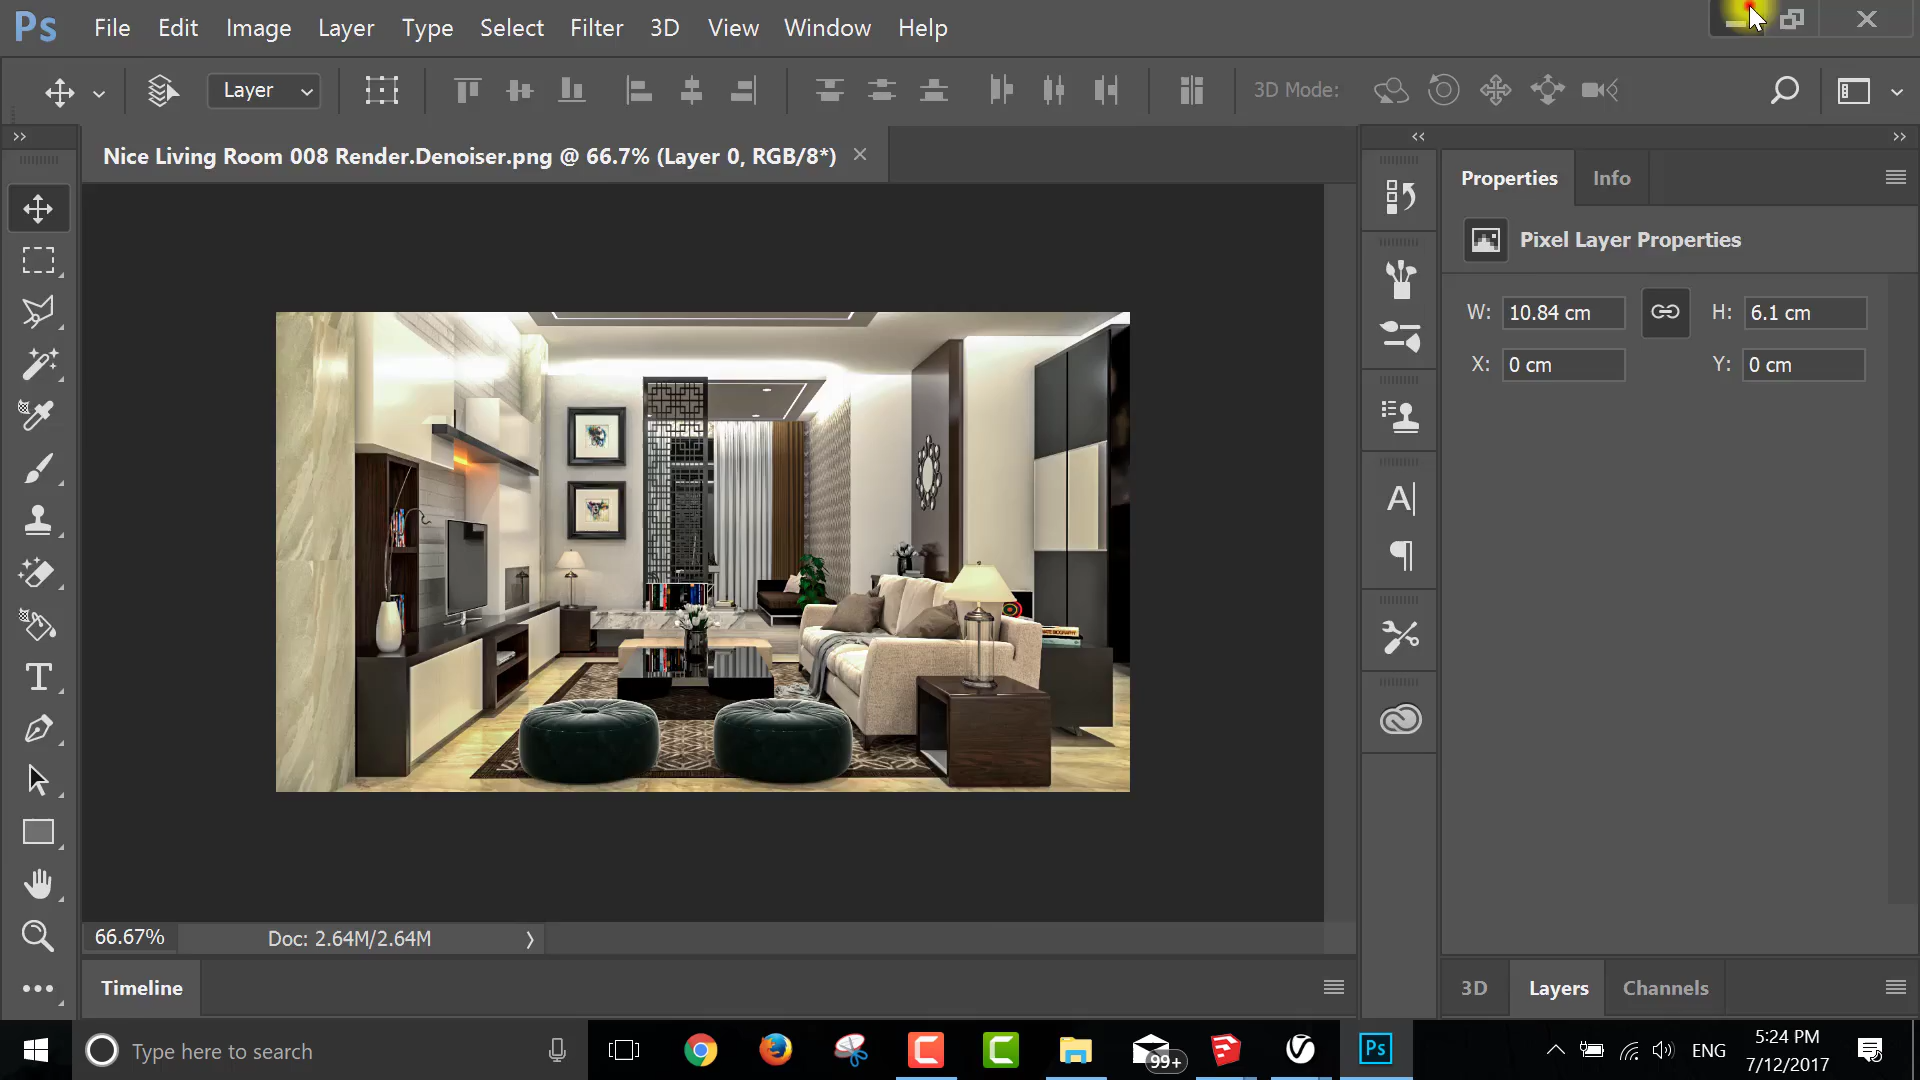 Ps File Edit Image Layer Type Select Filter 3D View Window Help
Layer 3D Mode:
Nice Living Room 008 Render.Denoiser.png @ 66.7% (Layer 0, RGB/8*)
Properties Info
Pixel Layer Properties
W: 10.84 cm H: 6.1 cm
X: 0 cm Y: 0 cm
66.67% Doc: 2.64M/2.64M
Timeline
3D Layers Channels
Type here to search
99+
Ps
ENG
5:24 PM
7/12/2017